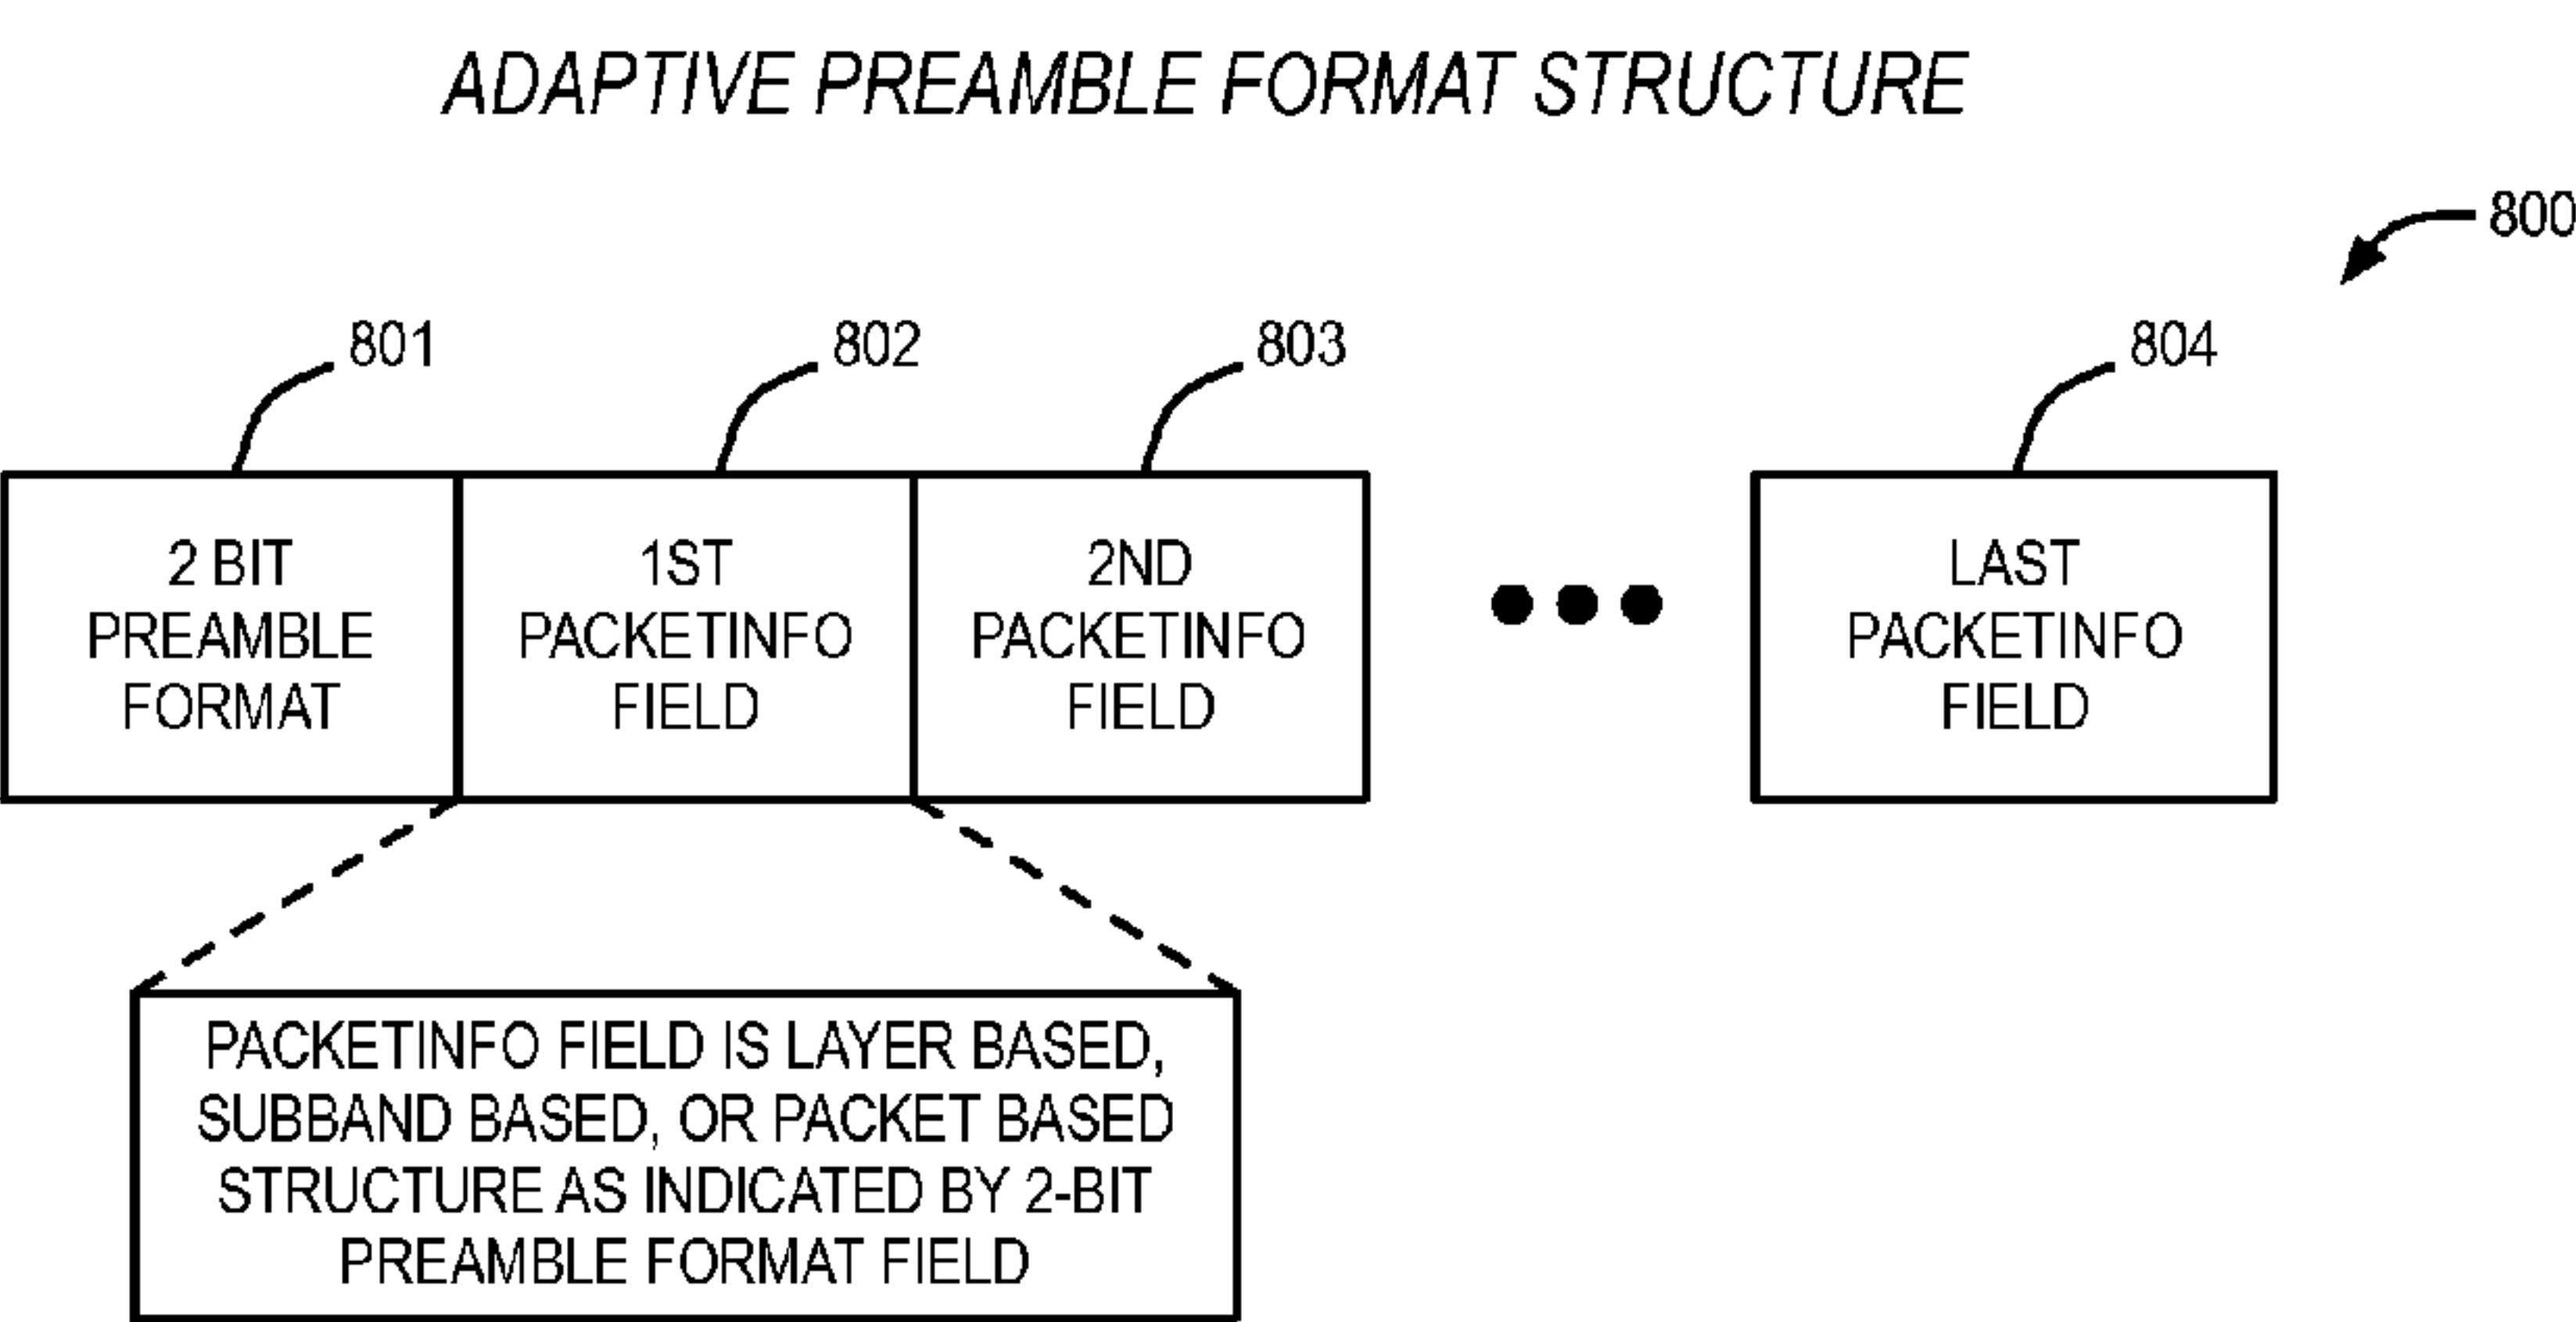 ADAPTIVE PREAMBLE FORMAT STRUCTURE
800
801
802
803
804
2 BIT
PREAMBLE
FORMAT
1ST
PACKETINFO
FIELD
2ND
PACKETINFO
FIELD
LAST
PACKETINFO
FIELD
PACKETINFO FIELD IS LAYER BASED,
SUBBAND BASED, OR PACKET BASED
STRUCTURE AS INDICATED BY 2-BIT
PREAMBLE FORMAT FIELD